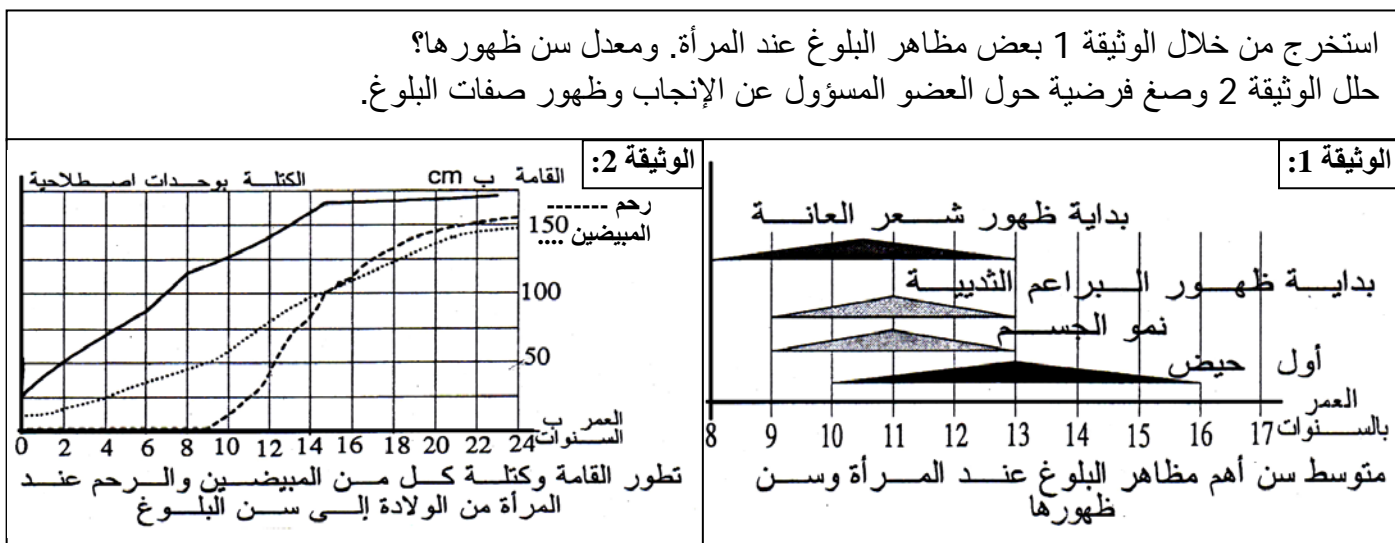 استخرج من خلال الوثيقة 1 بعض مظاهر البلوغ عند المرأة. ومعدل سن ظهورها؟
حلل الوثيقة 2 وصغ فرضية حول العضو المسؤول عن الإنجاب وظهور صفات البلوغ.
الوثيقة 1:
بداية ظهور شعر العانة
بداية ظهور البراعم الثديية
نمو الجسم
أول حيض
العمر
بالسنوات
8 9 10 11 12 13 14 15 16 17
متوسط سن أهم مظاهر البلوغ عند المرأة وسن
ظهورها
الوثيقة 2:
القامة ب cm
الكتلة بوحدات اصطلاحية
رحم -------
المبيضين ....
150
100
50
العمر ب
السنوات
0 2 4 6 8 10 12 14 16 18 20 22 24
تطور القامة وكتلة كل من المبيضين والرحم عند
المرأة من الولادة إلى سن البلوغ